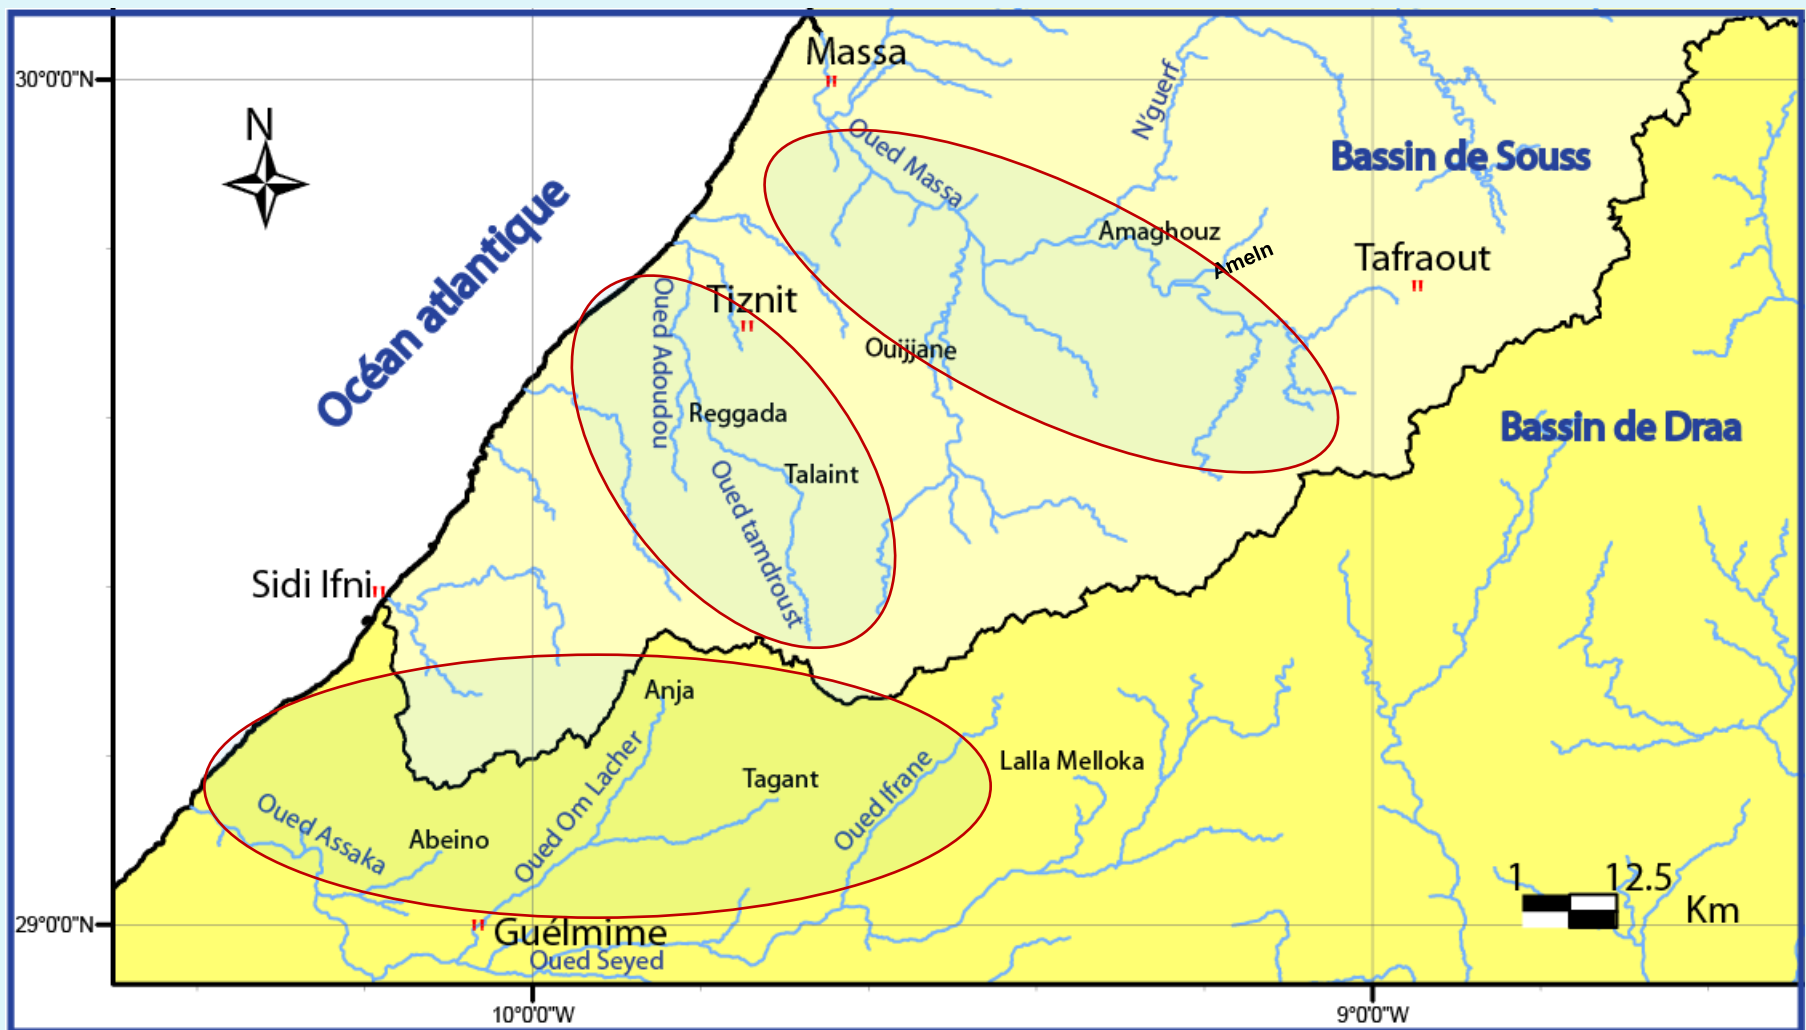 Massa
30°0'0"N
N
N'guerf
Oued Massa
Bassin de Souss
Océan atlantique
Amaghouz
Ameln
Tafraout
Tiznit
Oued Adoudou
Ouijjane
Reggada
Bassin de Draa
Talaint
Oued tamdroust
Sidi Ifni
Anja
Lalla Melloka
Tagant
Oued Om Lacher
Oued Ifrane
Oued Assaka
Abeino
1 12.5
Km
29°0'0"N
Guélmime
Oued Seyed
10°0'0"W
9°0'0"W